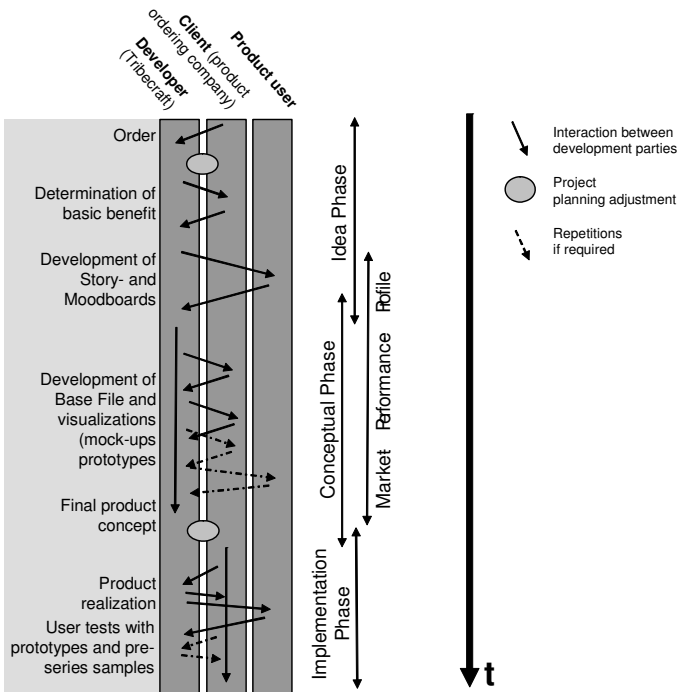 Developer
(Tribecraft)
Client (product
ordering company)
Product user
Order
Determination of
basic benefit
Development of
Story- and
Moodboards
Development of
Base File and
visualizations
(mock-ups
prototypes
Final product
concept
Product
realization
User tests with
prototypes and pre-
series samples
Idea Phase
Conceptual Phase
Market Performance Profile
Implementation
Phase
t
Interaction between
development parties
Project
planning adjustment
Repetitions
if required